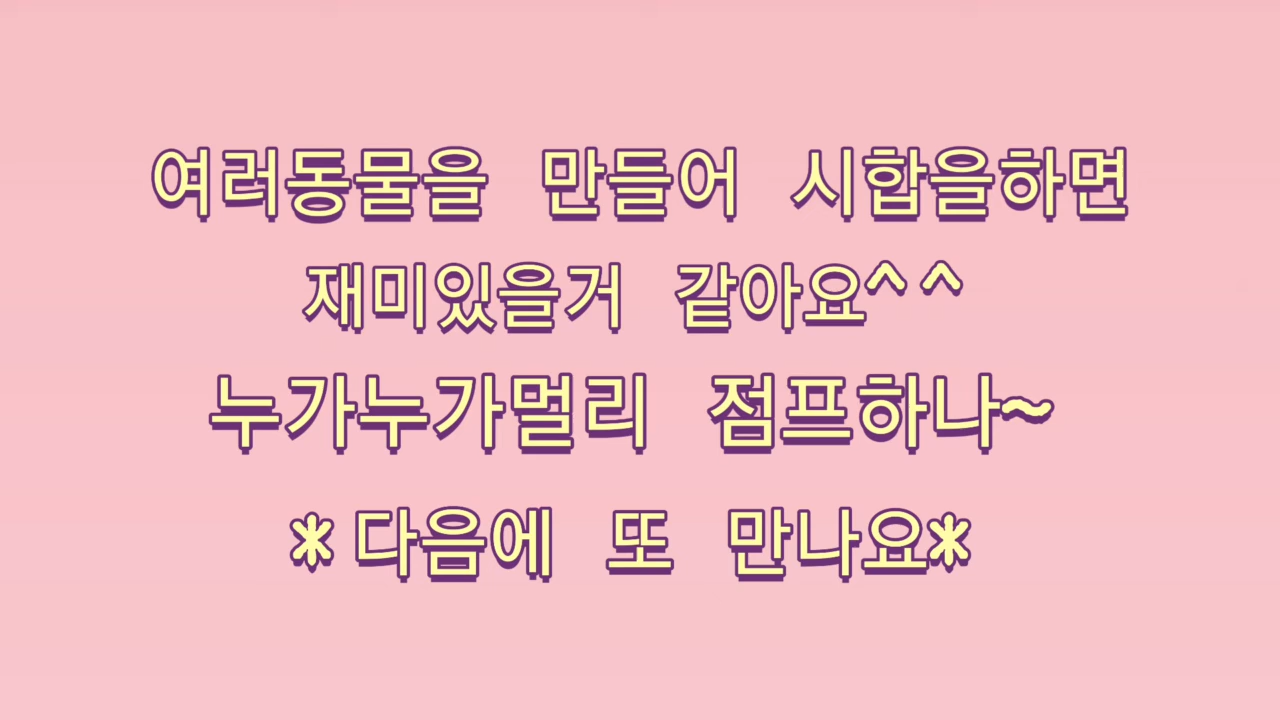 여러동물을 만들어 시합을하면
재미있을거 같아요^^
누가누가멀리 점프하나~
*다음에 또 만나요*